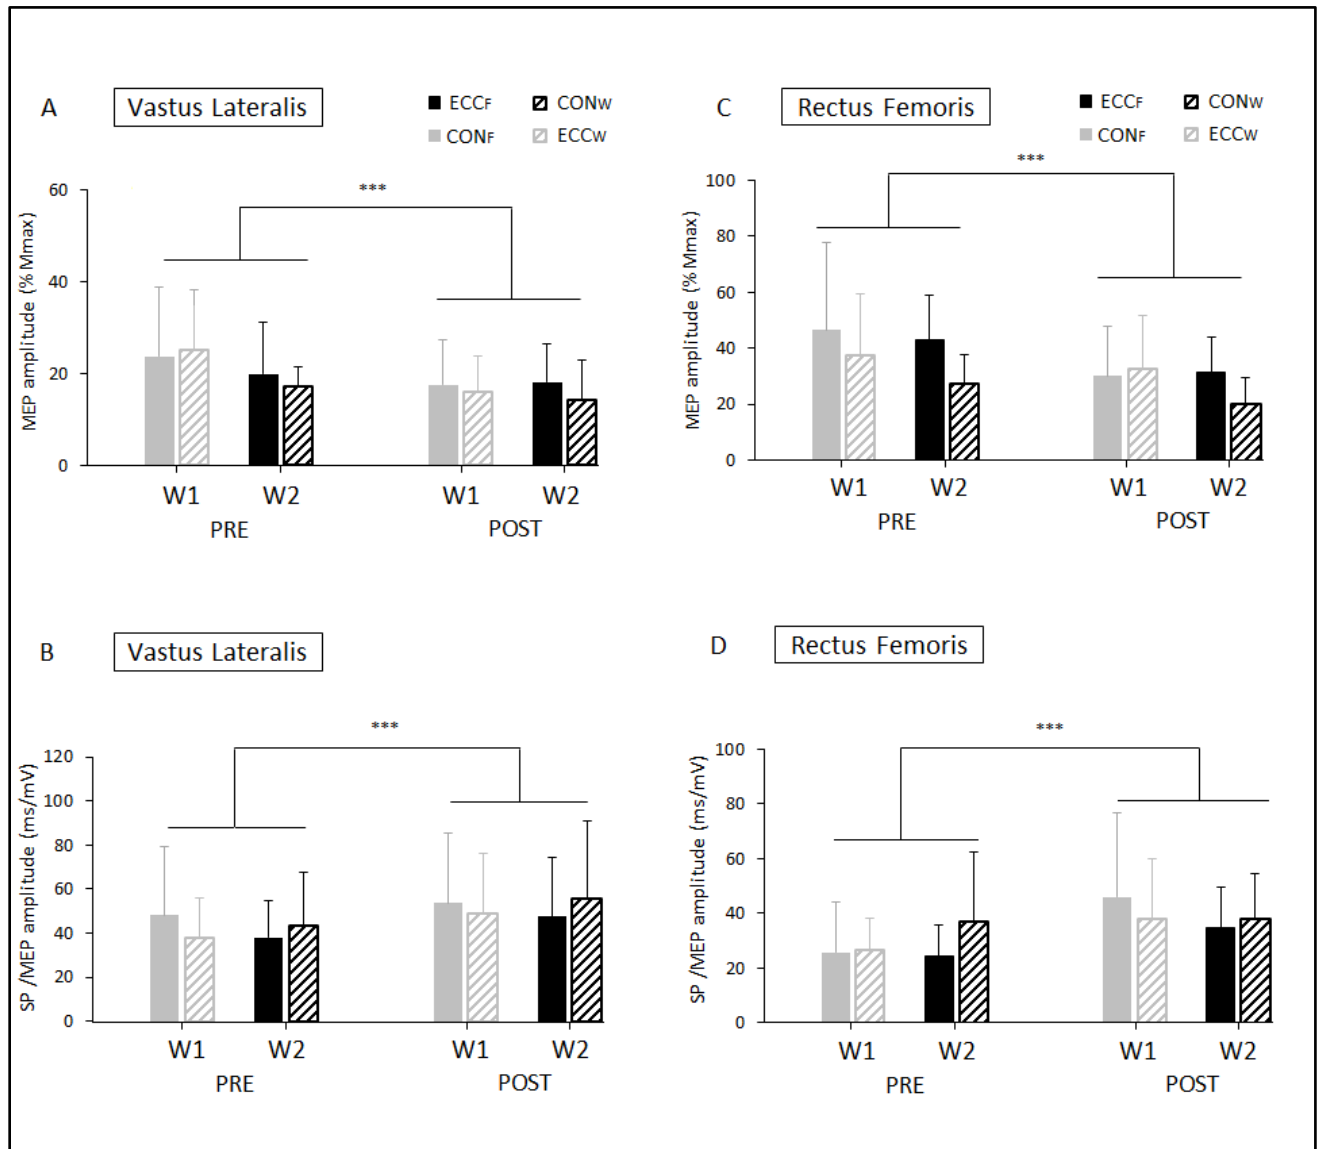 A
Vastus Lateralis
ECCF
CONW
CONF
ECCW
***
60
40
20
0
MEP amplitude (% Mmax)
W1
W2
W1
W2
PRE
POST
C
Rectus Femoris
ECCF
CONW
CONF
ECCW
***
100
80
60
40
20
0
MEP amplitude (% Mmax)
W1
W2
W1
W2
PRE
POST
B
Vastus Lateralis
***
120
100
80
60
40
20
0
SP /MEP amplitude (ms/mV)
W1
W2
W1
W2
PRE
POST
D
Rectus Femoris
***
100
80
60
40
20
0
SP /MEP amplitude (ms/mV)
W1
W2
W1
W2
PRE
POST